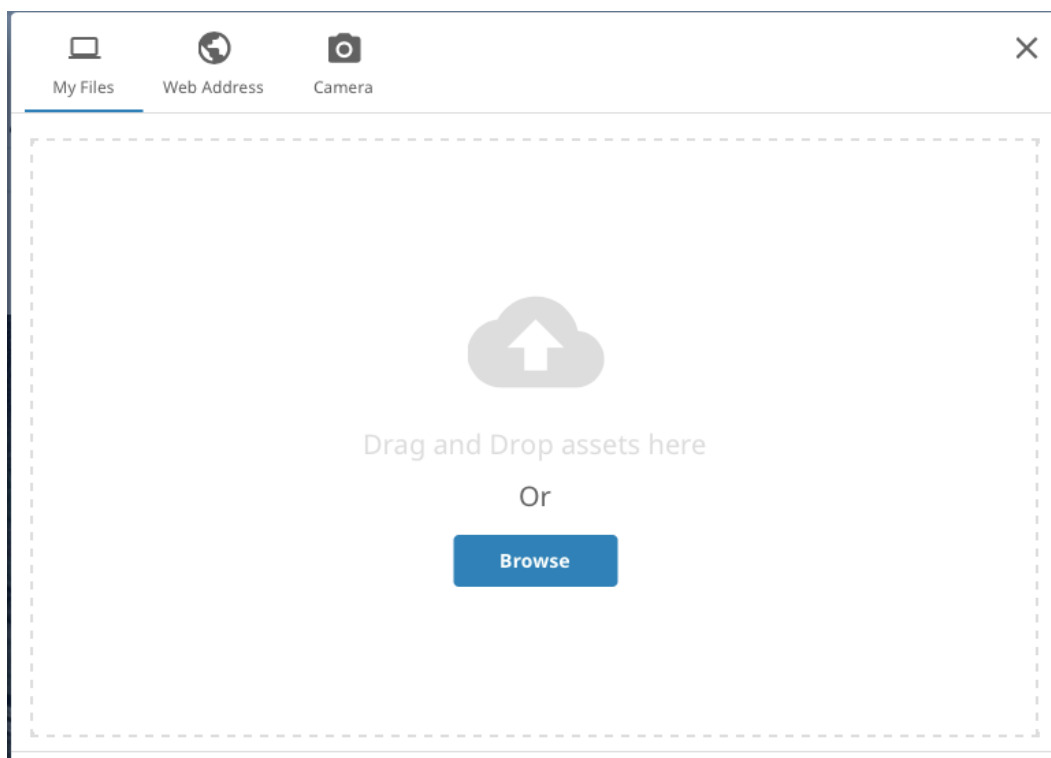 My Files
Web Address
Camera
Drag and Drop assets here
Or
Browse